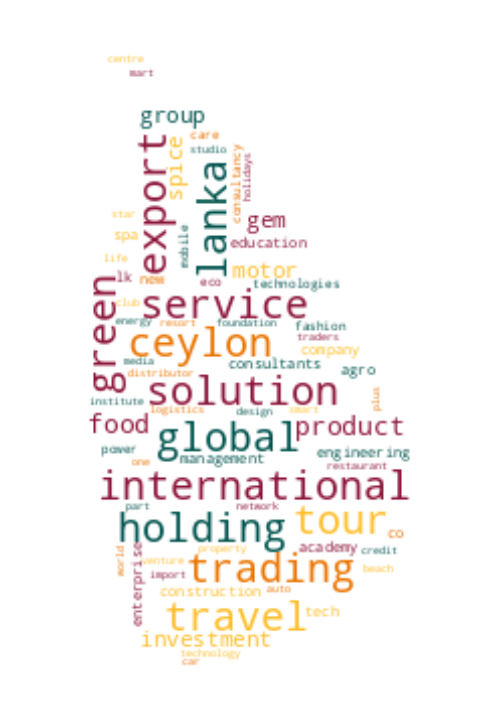 centre
mart
group
export
spice
care
studio
lanka
consultancy
holidays
gem
star
spa
mobile
education
life
lk
new
eco
motor
technologies
green
club
service
energy
resort
foundation
fashion
traders
ceylon
company
media
distributor
consultants
agro
solution
institute
logistics
design
smart
plus
food
global
product
power
one
management
engineering
restaurant
international
part
network
holding
tour
co
world
enterprise
venture
property
academy
credit
import
trading
beach
construction
auto
travel
tech
investment
technology
car